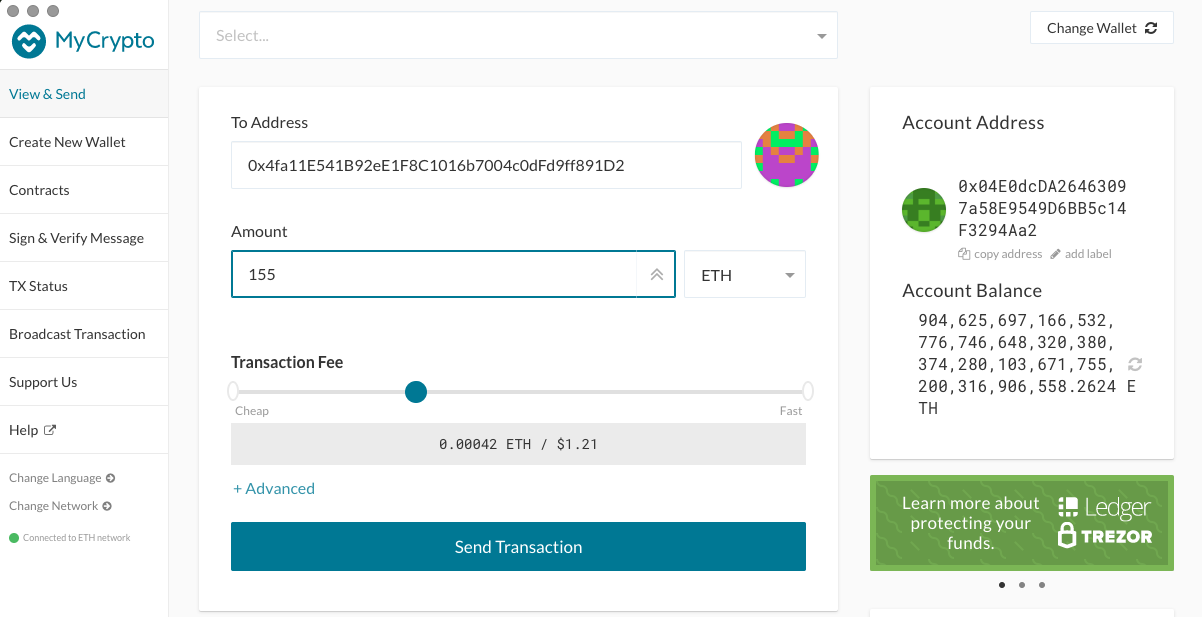 MyCrypto
View & Send
Create New Wallet
Contracts
Sign & Verify Message
TX Status
Broadcast Transaction
Support Us
Help
Change Language
Change Network
Connected to ETH network
Select...
To Address
0x4fa11E541B92eE1F8C1016b7004c0dFd9ff891D2
Amount
155
ETH
Transaction Fee
Cheap
Fast
0.00042 ETH / $1.21
+ Advanced
Send Transaction
Change Wallet
Account Address
0x04E0dcDA2646309
7a58E9549D6BB5c14
F3294Aa2
copy address
add label
Account Balance
904,625,697,166,532,
776,746,648,320,380,
374,280,103,671,755,
200,316,906,558.2624 E
TH
Learn more about
protecting your
funds.
Ledger
TREZOR